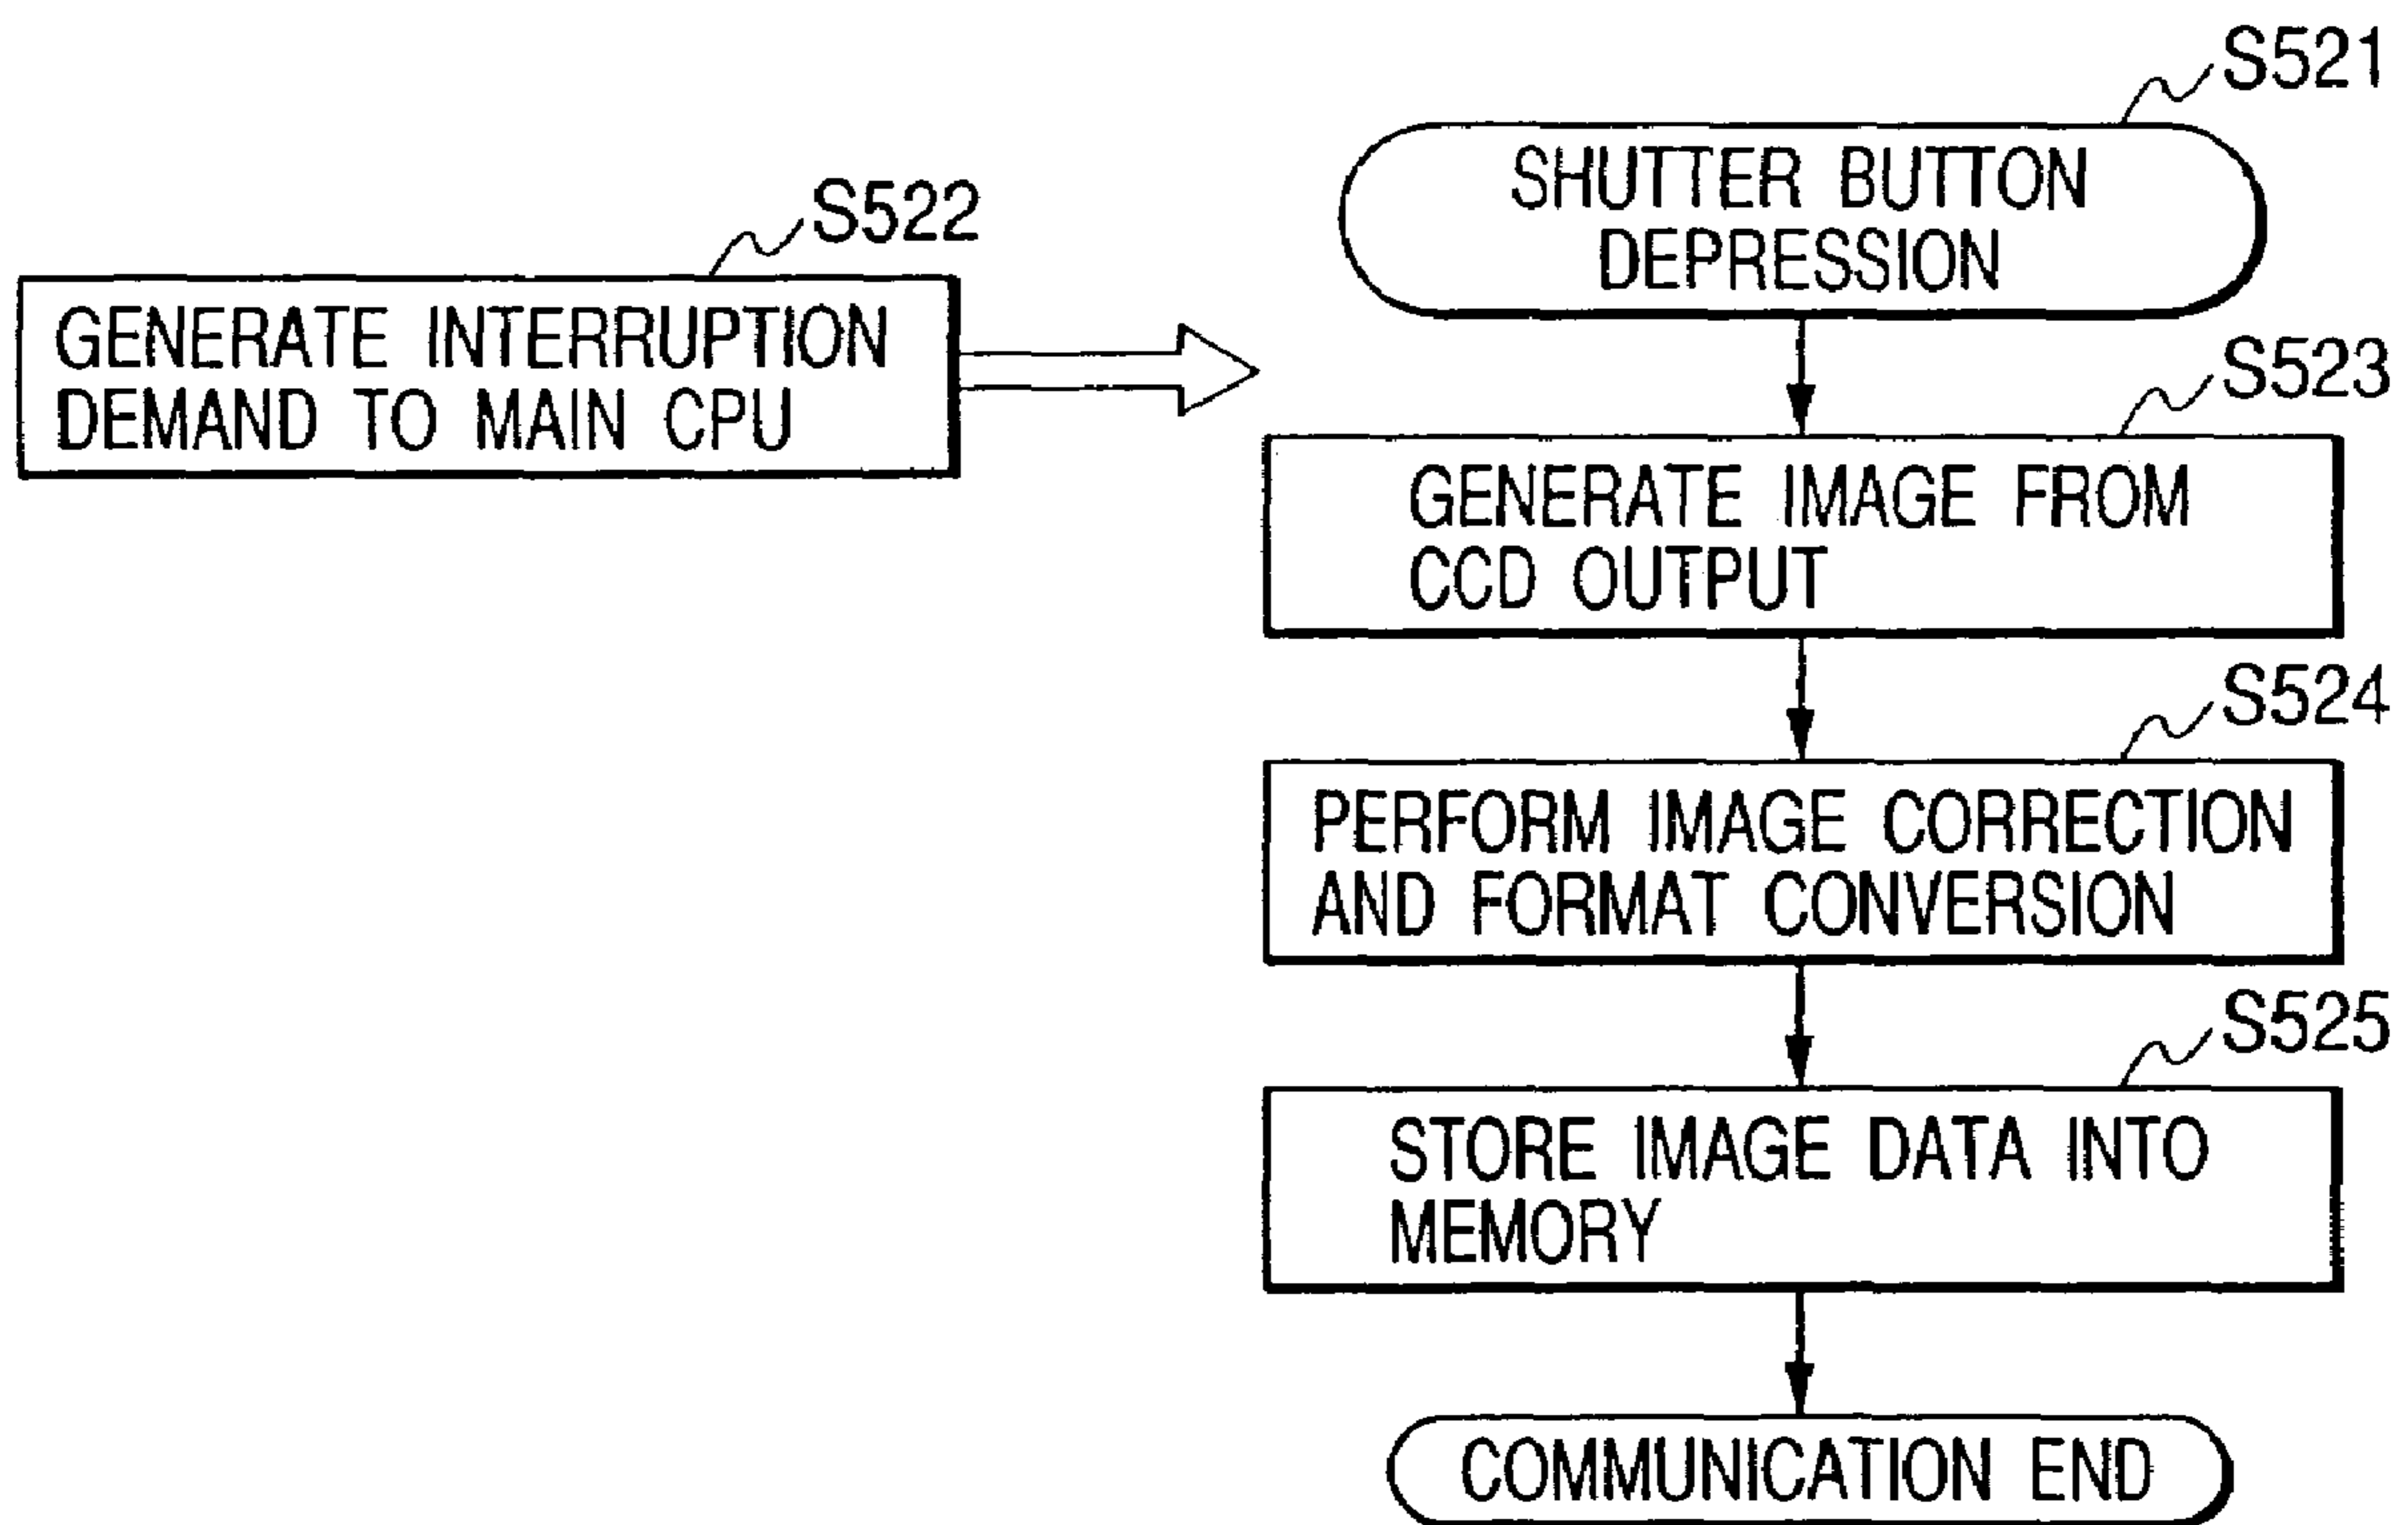 S521
SHUTTER BUTTON
DEPRESSION
S522
GENERATE INTERRUPTION
DEMAND TO MAIN CPU
S523
GENERATE IMAGE FROM
CCD OUTPUT
S524
PERFORM IMAGE CORRECTION
AND FORMAT CONVERSION
S525
STORE IMAGE DATA INTO
MEMORY
COMMUNICATION END